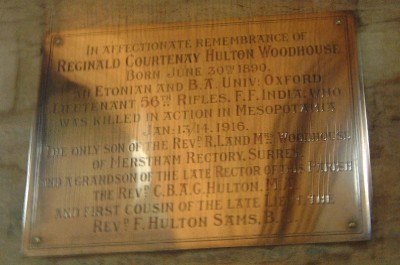 IN AFFECTIONATE REMEMBRANCE OF
REGINALD COURTENAY HULTON WOODHOUSE
BORN JUNE 30TH 1890.
ETONIAN AND B.A. UNIV: OXFORD.
LIEUTENANT 56TH RIFLES, F.F. INDIA, WHO
WAS KILLED IN ACTION IN MESOPOTAMIA
JAN: 13/14, 1916.
THE ONLY SON OF THE REVD R.L. AND MRS WOODHOUSE
OF MERSTHAM RECTORY, SURREY
AND A GRANDSON OF THE LATE RECTOR OF THIS PARISH
THE REVD C.B.A.G. HULTON,
AND FIRST COUSIN OF THE LATE
REVD F. HULTON SAMS,